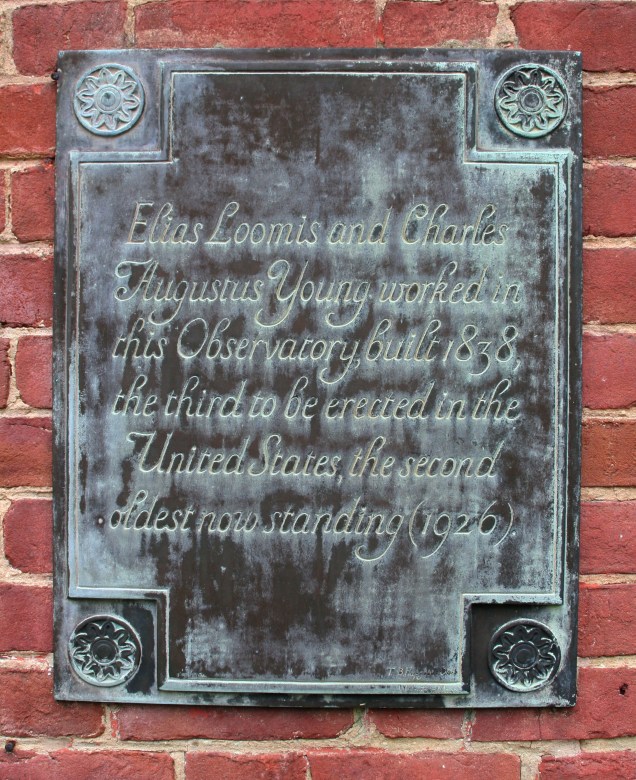 Elias Loomis and Charles
Augustus Young worked in
this Observatory, built 1838,
the third to be erected in the
United States, the second
oldest now standing (1926).